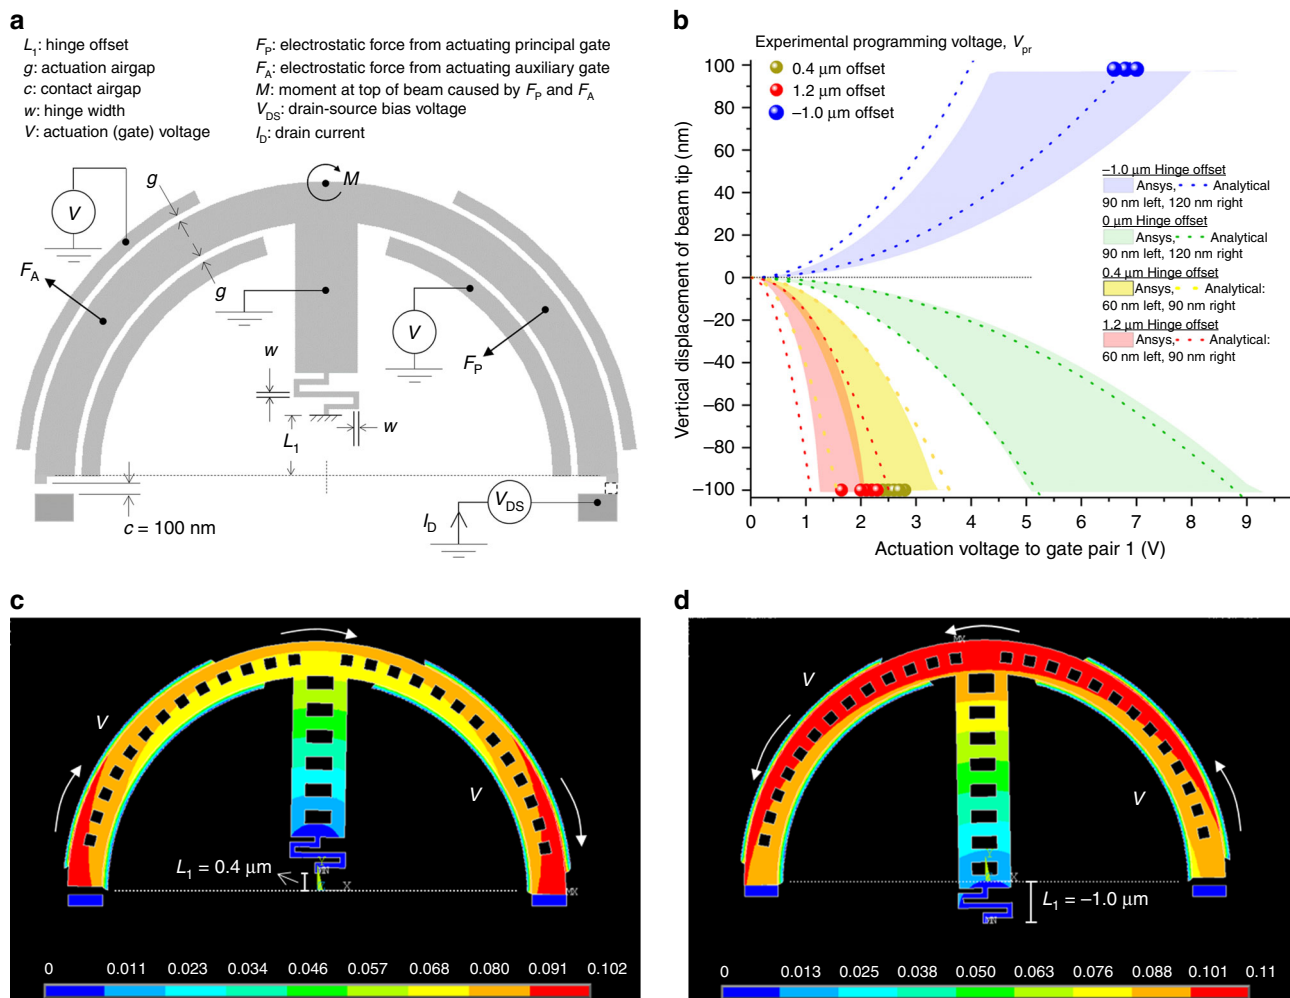 a
L1: hinge offset
g: actuation airgap
c: contact airgap
w: hinge width
V: actuation (gate) voltage
FP: electrostatic force from actuating principal gate
FA: electrostatic force from actuating auxiliary gate
M: moment at top of beam caused by FP and FA
VDS: drain-source bias voltage
ID: drain current
V
g
M
FA
g
V
FP
w
L1
w
c = 100 nm
ID
VDS
b
Experimental programming voltage, Vpr
0.4 μm offset
1.2 μm offset
–1.0 μm offset
Vertical displacement of beam tip (nm)
100
80
60
40
20
0
–20
–40
–60
–80
–100
0 1 2 3 4 5 6 7 8 9
Actuation voltage to gate pair 1 (V)
–1.0 μm Hinge offset
Ansys, Analytical
90 nm left, 120 nm right
0 μm Hinge offset
Ansys, Analytical
90 nm left, 120 nm right
0.4 μm Hinge offset
Ansys, Analytical:
60 nm left, 90 nm right
1.2 μm Hinge offset
Ansys, Analytical:
60 nm left, 90 nm right
c
V
V
L1 = 0.4 μm
Y
MN
X
MX
0 0.011 0.023 0.034 0.046 0.057 0.068 0.080 0.091 0.102
d
MX
V
V
X
L1 = –1.0 μm
MN
0 0.013 0.025 0.038 0.050 0.063 0.076 0.088 0.101 0.11